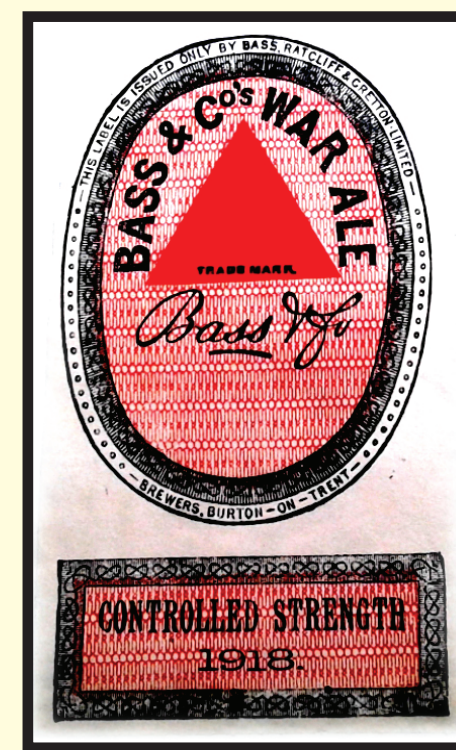 THIS LABEL IS ISSUED ONLY BY BASS, RATCLIFF & GRETTON LIMITED
BASS & Co's WAR ALE
TRADE MARK
Bass & Co
BREWERS, BURTON-ON-TRENT
CONTROLLED STRENGTH
1918.